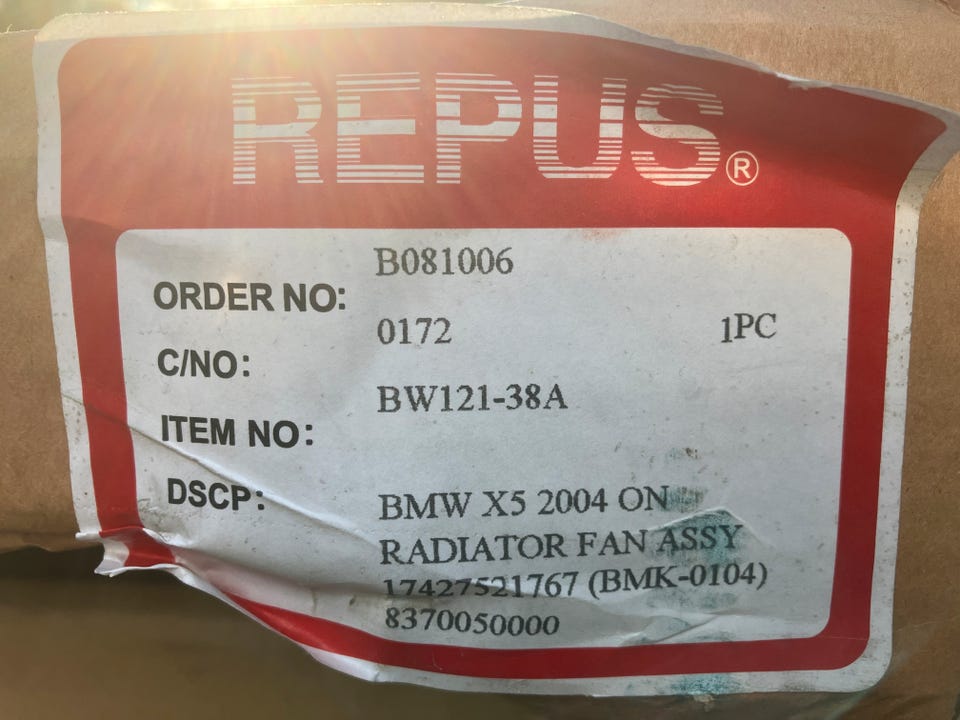 REPUS®
B081006
ORDER NO:
0172 1PC
C/NO:
BW121-38A
ITEM NO:
DSCP: BMW X5 2004 ON
RADIATOR FAN ASSY
17427521767 (BMK-0104)
8370050000